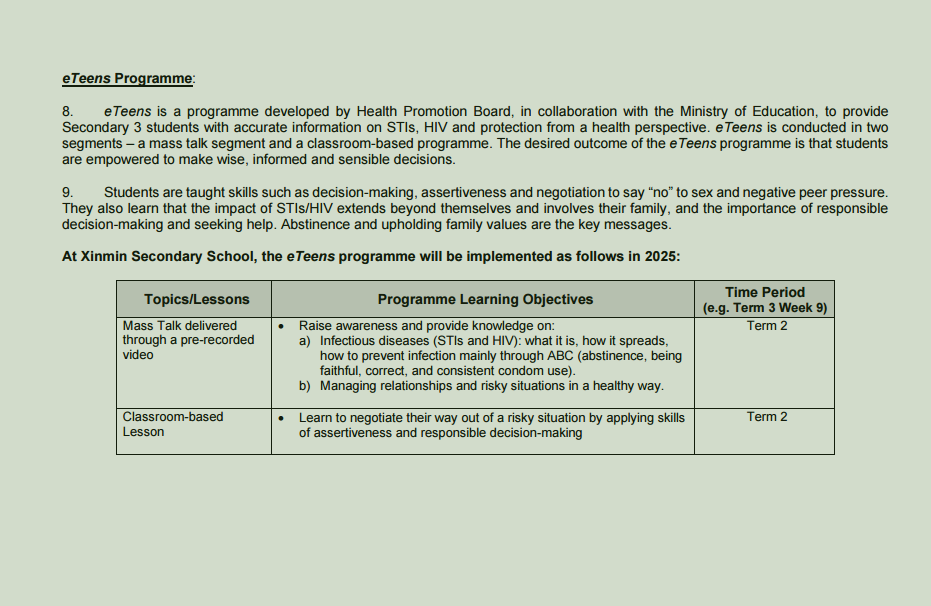 eTeens Programme:
8. eTeens is a programme developed by Health Promotion Board, in collaboration with the Ministry of Education, to provide
Secondary 3 students with accurate information on STIs, HIV and protection from a health perspective. eTeens is conducted in two
segments – a mass talk segment and a classroom-based programme. The desired outcome of the eTeens programme is that students
are empowered to make wise, informed and sensible decisions.
9. Students are taught skills such as decision-making, assertiveness and negotiation to say “no” to sex and negative peer pressure.
They also learn that the impact of STIs/HIV extends beyond themselves and involves their family, and the importance of responsible
decision-making and seeking help. Abstinence and upholding family values are the key messages.
At Xinmin Secondary School, the eTeens programme will be implemented as follows in 2025:
Topics/Lessons
Programme Learning Objectives
Time Period
(e.g. Term 3 Week 9)
Mass Talk delivered
through a pre-recorded
video
• Raise awareness and provide knowledge on:
a) Infectious diseases (STIs and HIV): what it is, how it spreads,
how to prevent infection mainly through ABC (abstinence, being
faithful, correct, and consistent condom use).
b) Managing relationships and risky situations in a healthy way.
Term 2
Classroom-based
Lesson
• Learn to negotiate their way out of a risky situation by applying skills
of assertiveness and responsible decision-making
Term 2